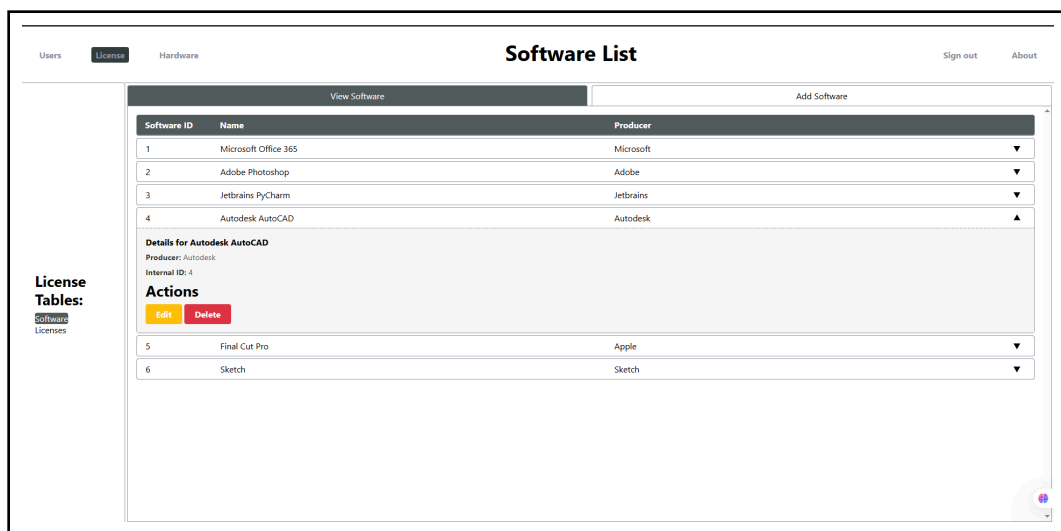 Users License Hardware Software List Sign out About
View Software Add Software
Software ID Name Producer
1 Microsoft Office 365 Microsoft ▼
2 Adobe Photoshop Adobe ▼
3 Jetbrains PyCharm Jetbrains ▼
4 Autodesk AutoCAD Autodesk ▲
Details for Autodesk AutoCAD
Producer: Autodesk
Internal ID: 4
Actions
Edit Delete
5 Final Cut Pro Apple ▼
6 Sketch Sketch ▼
License
Tables:
Software
Licenses